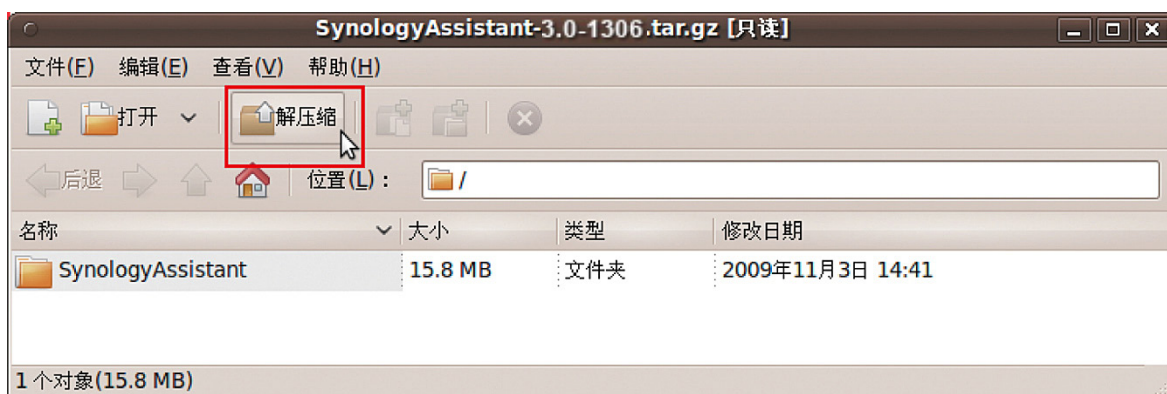 SynologyAssistant-3.0-1306.tar.gz [只读]
文件(F) 编辑(E) 查看(V) 帮助(H)
打开 解压缩
后退 位置(L)： /
名称 大小 类型 修改日期
SynologyAssistant 15.8 MB 文件夹 2009年11月3日 14:41
1 个对象(15.8 MB)